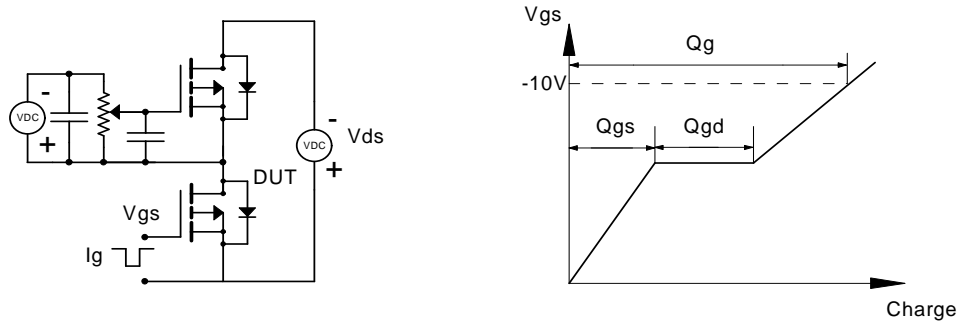 VDC
-
+
Vgs
Ig
DUT
VDC
-
+
Vds
Vgs
-10V
Qg
Qgs
Qgd
Charge